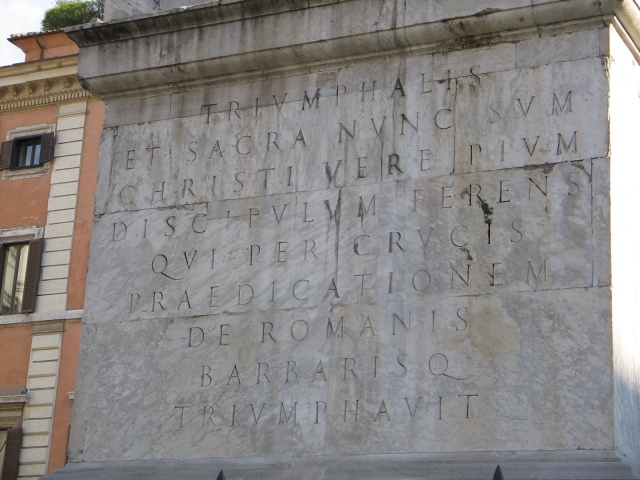 TRIVMPHALIS
ET SACRA NVNC SVM
CHRISTI VERE PIVM
DISCIPVLVM FERENS
QVI PER CRVCIS
PRAEDICATIONEM
DE ROMANIS
BARBARISQ
TRIVMPHAVIT